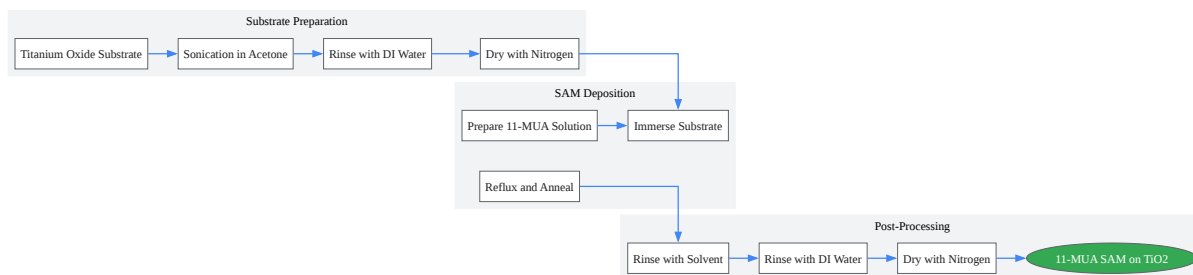 Substrate Preparation
Titanium Oxide Substrate
Sonication in Acetone
Rinse with DI Water
Dry with Nitrogen
SAM Deposition
Prepare 11-MUA Solution
Immerse Substrate
Reflux and Anneal
Post-Processing
Rinse with Solvent
Rinse with DI Water
Dry with Nitrogen
11-MUA SAM on TiO2